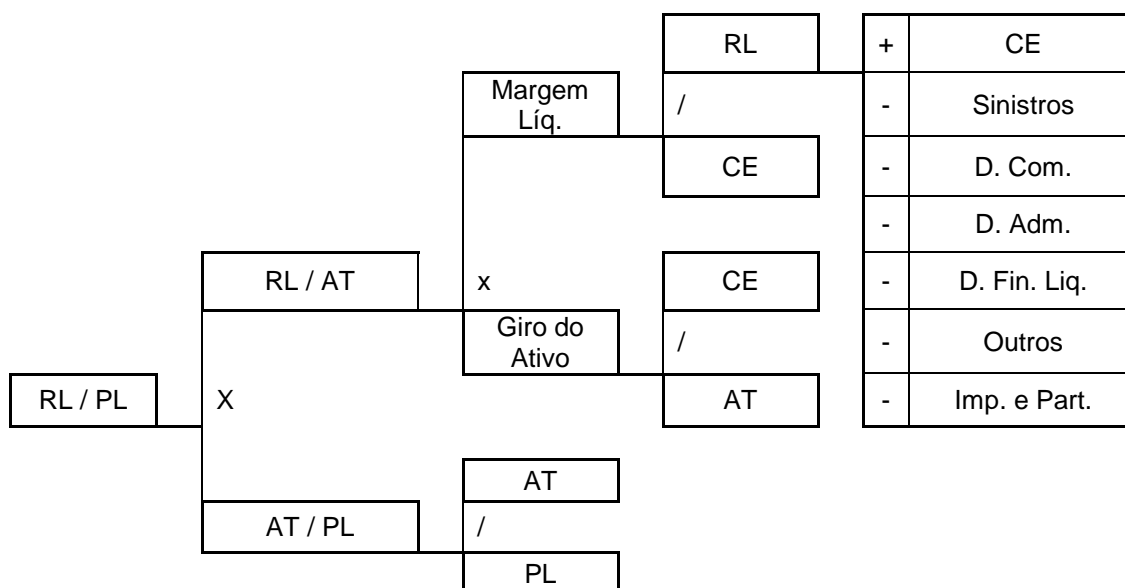 RL + CE
Margem
Líq.
/ - Sinistros
CE - D. Com.
- D. Adm.
RL / AT x CE - D. Fin. Liq.
Giro do
Ativo
/ - Outros
RL / PL X AT - Imp. e Part.
AT
AT / PL /
PL